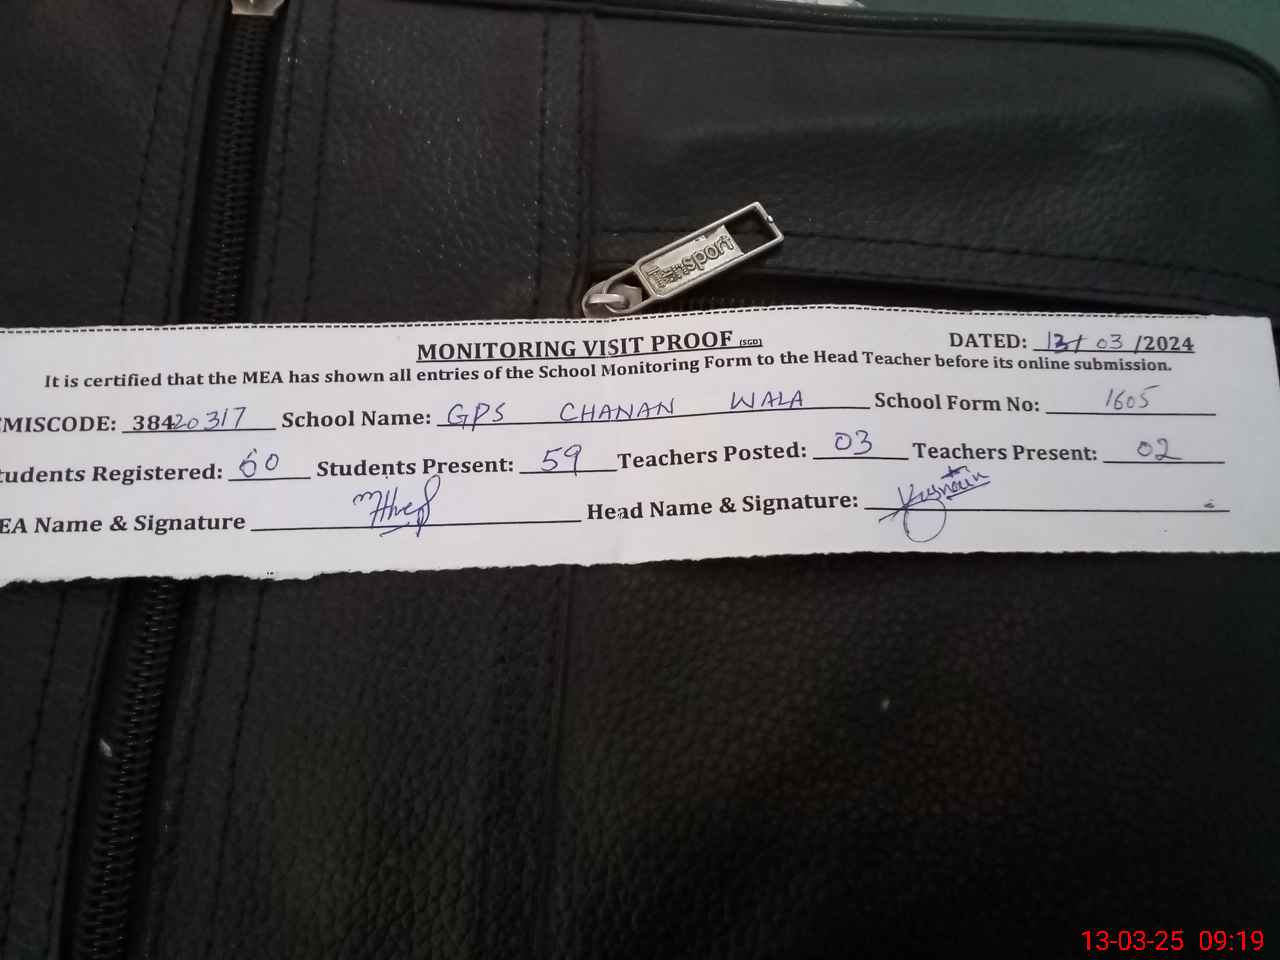 sport
MONITORING VISIT PROOF (SGD)
DATED: 13/03/2024
It is certified that the MEA has shown all entries of the School Monitoring Form to the Head Teacher before its online submission.
EMISCODE: 38420317 School Name: GPS CHANAN WALA School Form No: 1605
tudents Registered: 60 Students Present: 59 Teachers Posted: 03 Teachers Present: 02
EA Name & Signature Head Name & Signature:
13-03-25 09:19